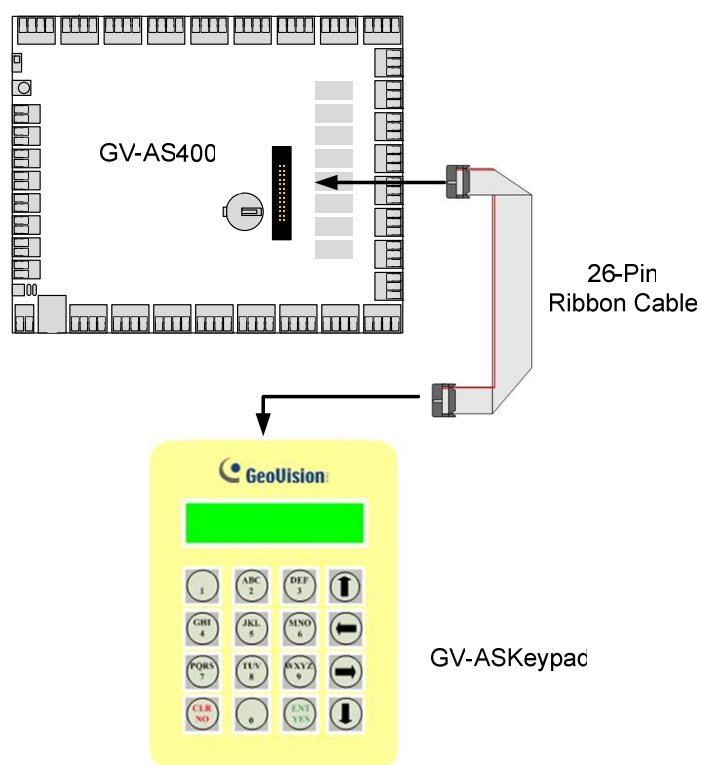 GV-AS400
26-Pin
Ribbon Cable
GeoVision
1
ABC
2
DEF
3
GHI
4
JKL
5
MNO
6
PQRS
7
TUV
8
WXYZ
9
CLR
NO
0
ENT
YES
GV-ASKeypad